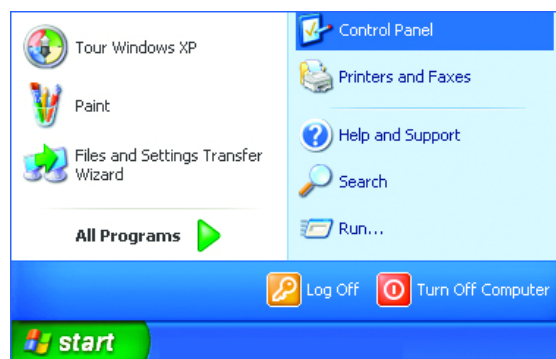 Tour Windows XP
Paint
Files and Settings Transfer
Wizard
All Programs
Control Panel
Printers and Faxes
Help and Support
Search
Run...
Log Off
Turn Off Computer
start